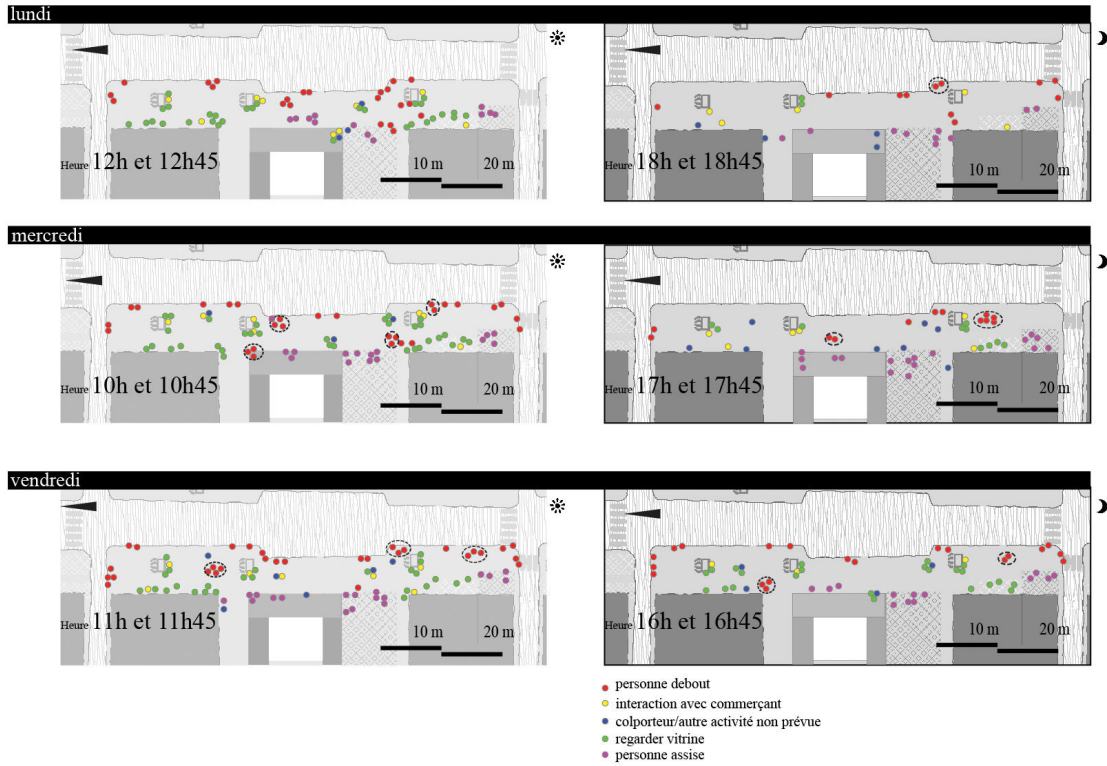 lundi
Heure 12h et 12h45
10 m
20 m
Heure 18h et 18h45
10 m
20 m
mercredi
Heure 10h et 10h45
10 m
20 m
Heure 17h et 17h45
10 m
20 m
vendredi
Heure 11h et 11h45
10 m
20 m
Heure 16h et 16h45
10 m
20 m
personne debout
interaction avec commerçant
colporteur/autre activité non prévue
regarder vitrine
personne assise